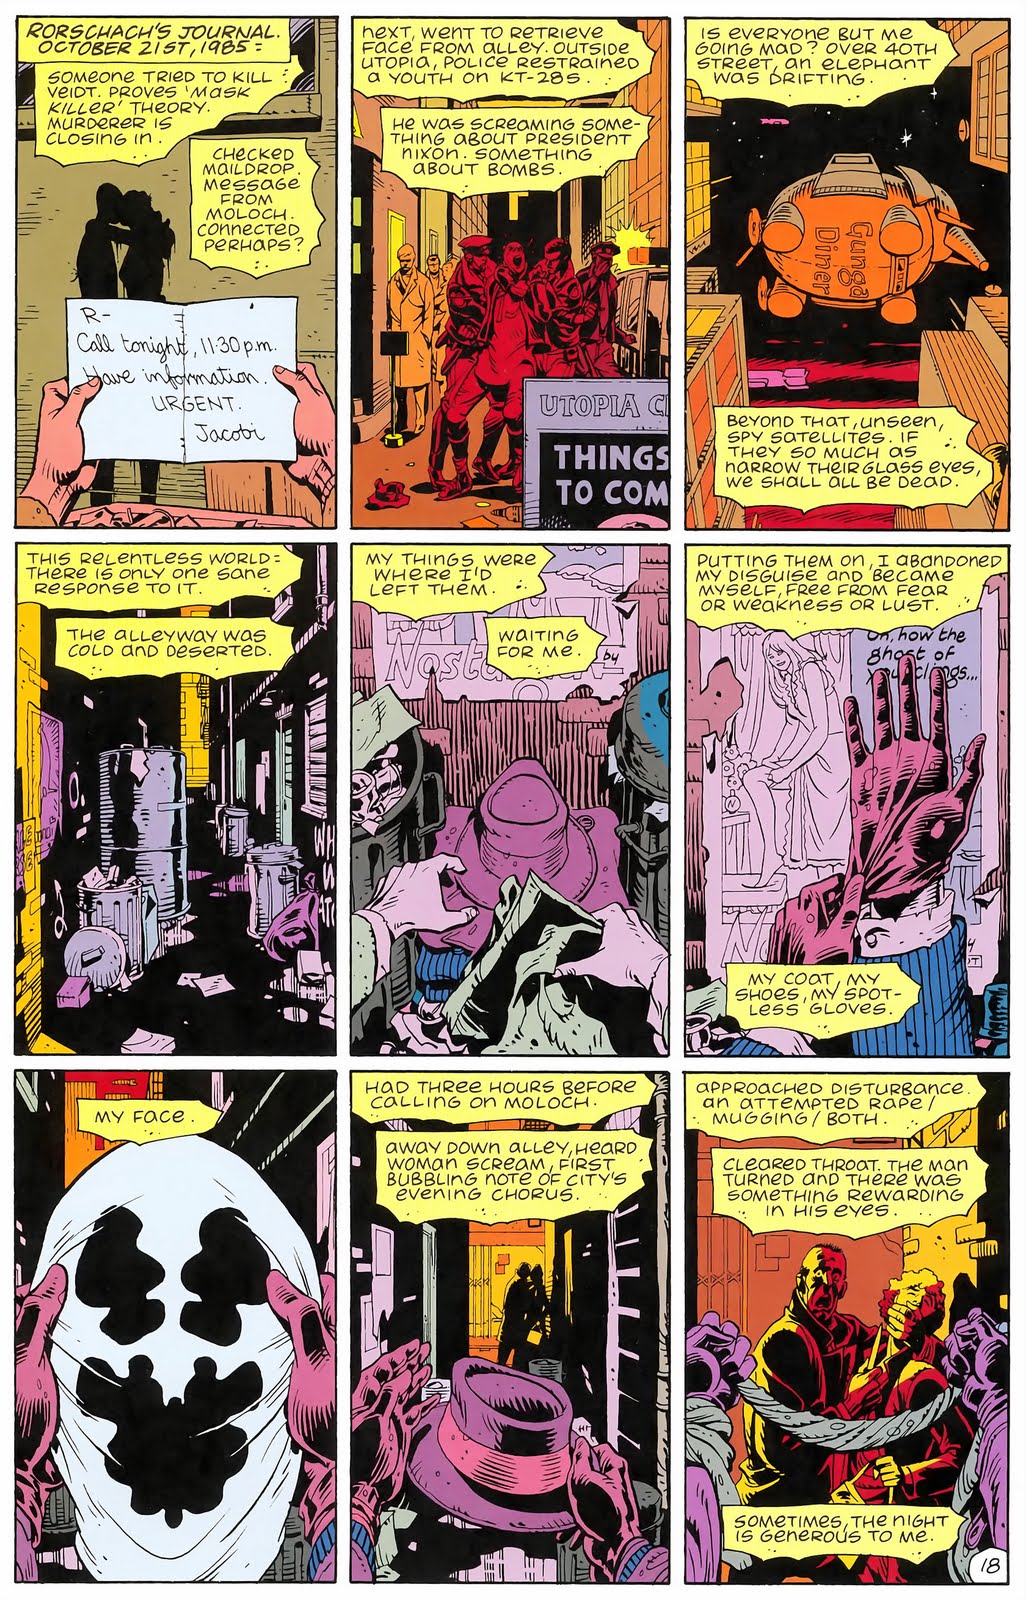 RORSCHACH'S JOURNAL.
OCTOBER 21ST, 1985:
SOMEONE TRIED TO KILL
VEIDT. PROVES 'MASK
KILLER' THEORY.
MURDERER IS
CLOSING IN.
CHECKED
MAILDROP.
MESSAGE
FROM
MOLOCH.
CONNECTED
PERHAPS?
R-
Call tonight, 11:30 p.m.
Have information.
URGENT.
Jacobi
NEXT, WENT TO RETRIEVE
FACE FROM ALLEY. OUTSIDE
UTOPIA, POLICE RESTRAINED
A YOUTH ON KT-28S.
HE WAS SCREAMING SOME-
THING ABOUT PRESIDENT
NIXON. SOMETHING
ABOUT BOMBS.
UTOPIA CI
THINGS
TO COM
IS EVERYONE BUT ME
GOING MAD? OVER 40TH
STREET, AN ELEPHANT
WAS DRIFTING.
Gunga
Diner
BEYOND THAT, UNSEEN,
SPY SATELLITES. IF
THEY SO MUCH AS
NARROW THEIR GLASS EYES,
WE SHALL ALL BE DEAD.
THIS RELENTLESS WORLD:
THERE IS ONLY ONE SANE
RESPONSE TO IT.
THE ALLEYWAY WAS
COLD AND DESERTED.
MY THINGS WERE
WHERE I'D
LEFT THEM.
WAITING
FOR ME.
Nost
by
PUTTING THEM ON, I ABANDONED
MY DISGUISE AND BECAME
MYSELF, FREE FROM FEAR
OR WEAKNESS OR LUST.
Oh, how the
ghost of
you clings...
MY COAT, MY
SHOES, MY SPOT-
LESS GLOVES.
MY FACE.
HAD THREE HOURS BEFORE
CALLING ON MOLOCH.
AWAY DOWN ALLEY, HEARD
WOMAN SCREAM, FIRST
BUBBLING NOTE OF CITY'S
EVENING CHORUS.
APPROACHED DISTURBANCE.
AN ATTEMPTED RAPE/
MUGGING/BOTH.
CLEARED THROAT. THE MAN
TURNED AND THERE WAS
SOMETHING REWARDING
IN HIS EYES.
SOMETIMES, THE NIGHT
IS GENEROUS TO ME.
18